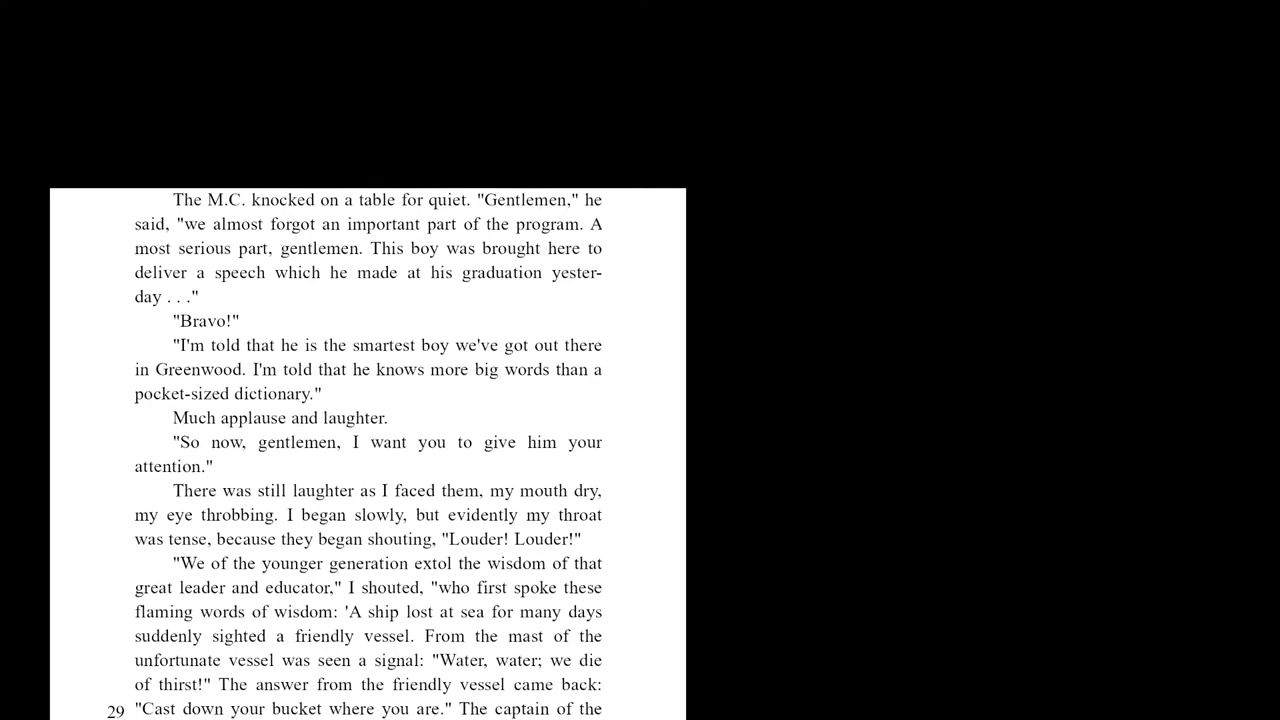 The M.C. knocked on a table for quiet. "Gentlemen," he
said, "we almost forgot an important part of the program. A
most serious part, gentlemen. This boy was brought here to
deliver a speech which he made at his graduation yester-
day . . ."
"Bravo!"
"I'm told that he is the smartest boy we've got out there
in Greenwood. I'm told that he knows more big words than a
pocket-sized dictionary."
Much applause and laughter.
"So now, gentlemen, I want you to give him your
attention."
There was still laughter as I faced them, my mouth dry,
my eye throbbing. I began slowly, but evidently my throat
was tense, because they began shouting, "Louder! Louder!"
"We of the younger generation extol the wisdom of that
great leader and educator," I shouted, "who first spoke these
flaming words of wisdom: 'A ship lost at sea for many days
suddenly sighted a friendly vessel. From the mast of the
unfortunate vessel was seen a signal: "Water, water; we die
of thirst!" The answer from the friendly vessel came back:
29 "Cast down your bucket where you are." The captain of the